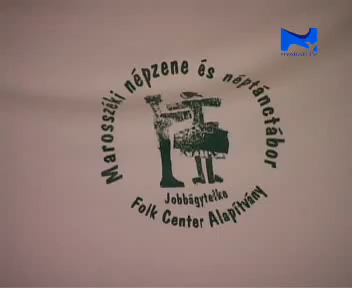 Marosszéki népzene és néptánctábor
Jobbágytelke
Folk Center Alapítvány